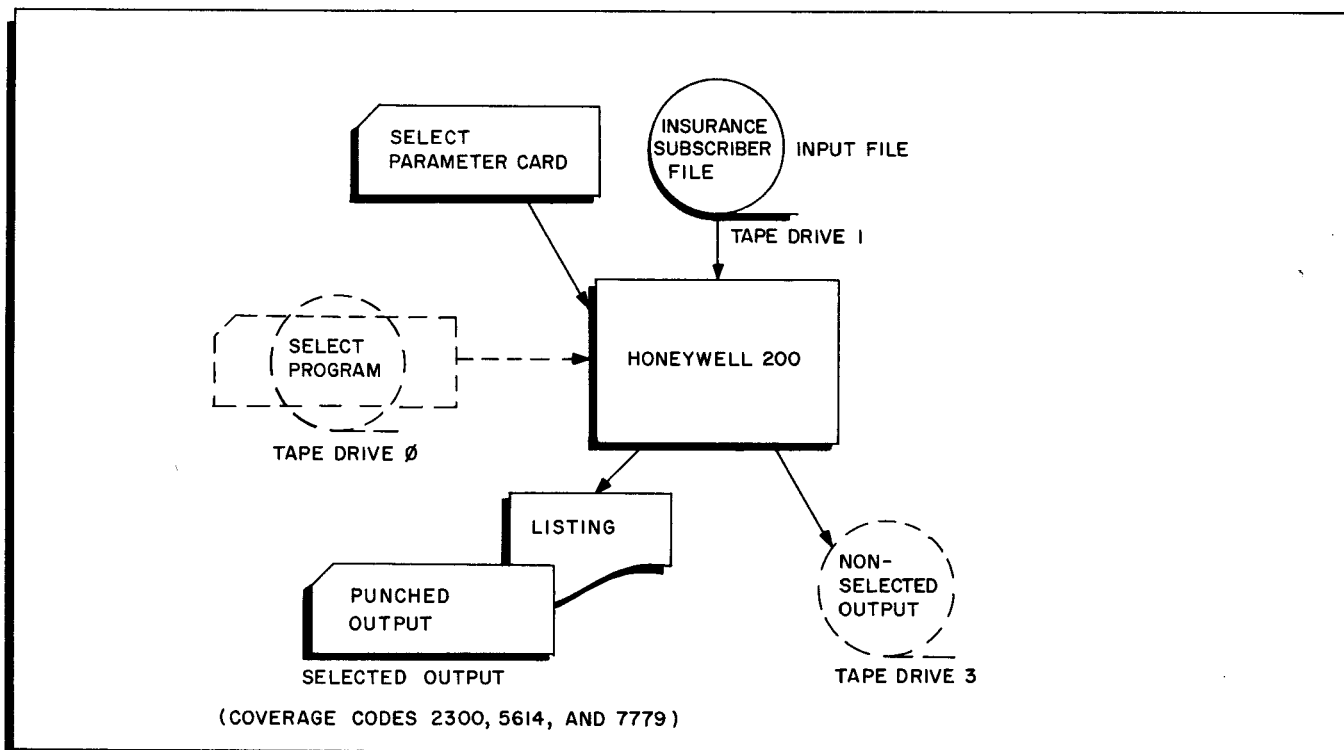 SELECT
PARAMETER CARD
INSURANCE
SUBSCRIBER
FILE
INPUT FILE
TAPE DRIVE 1
SELECT
PROGRAM
TAPE DRIVE Ø
HONEYWELL 200
LISTING
PUNCHED
OUTPUT
SELECTED OUTPUT
(COVERAGE CODES 2300, 5614, AND 7779)
NON-
SELECTED
OUTPUT
TAPE DRIVE 3